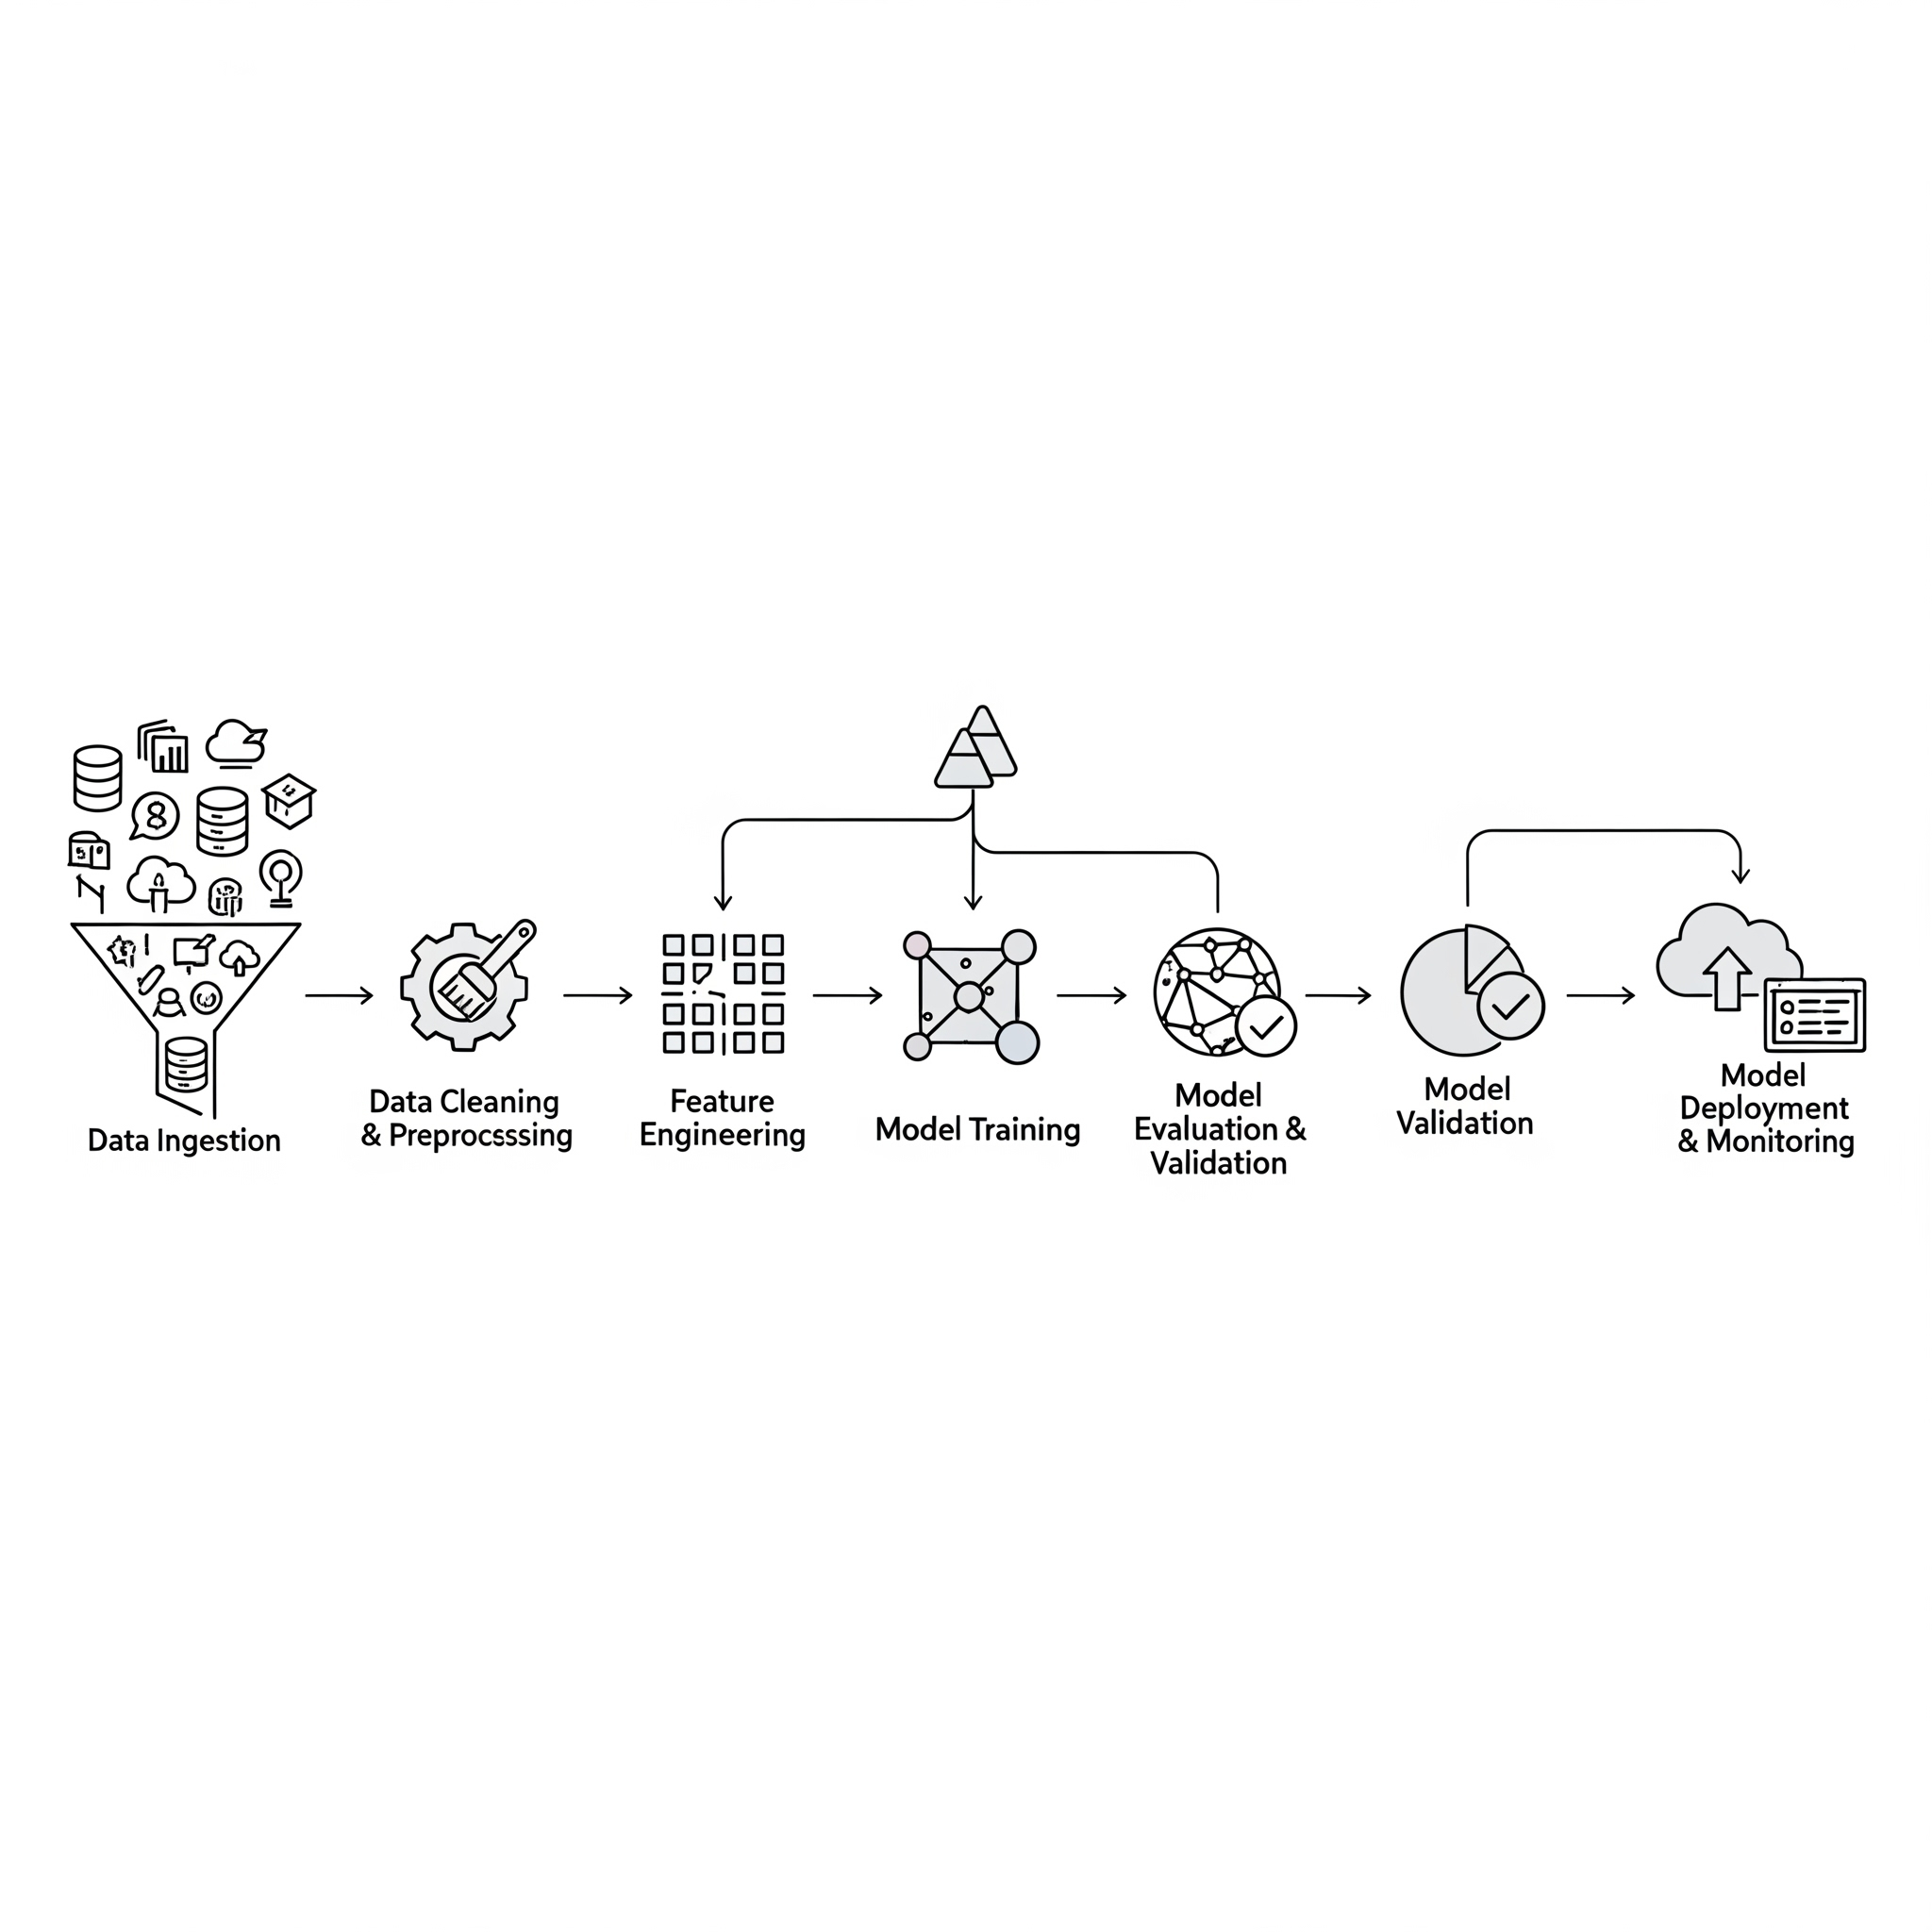 Data Ingestion
Data Cleaning
& Preprocsssing
Feature
Engineering
Model Training
Model
Evaluation &
Validation
Model
Validation
Model
Deployment
& Monitoring